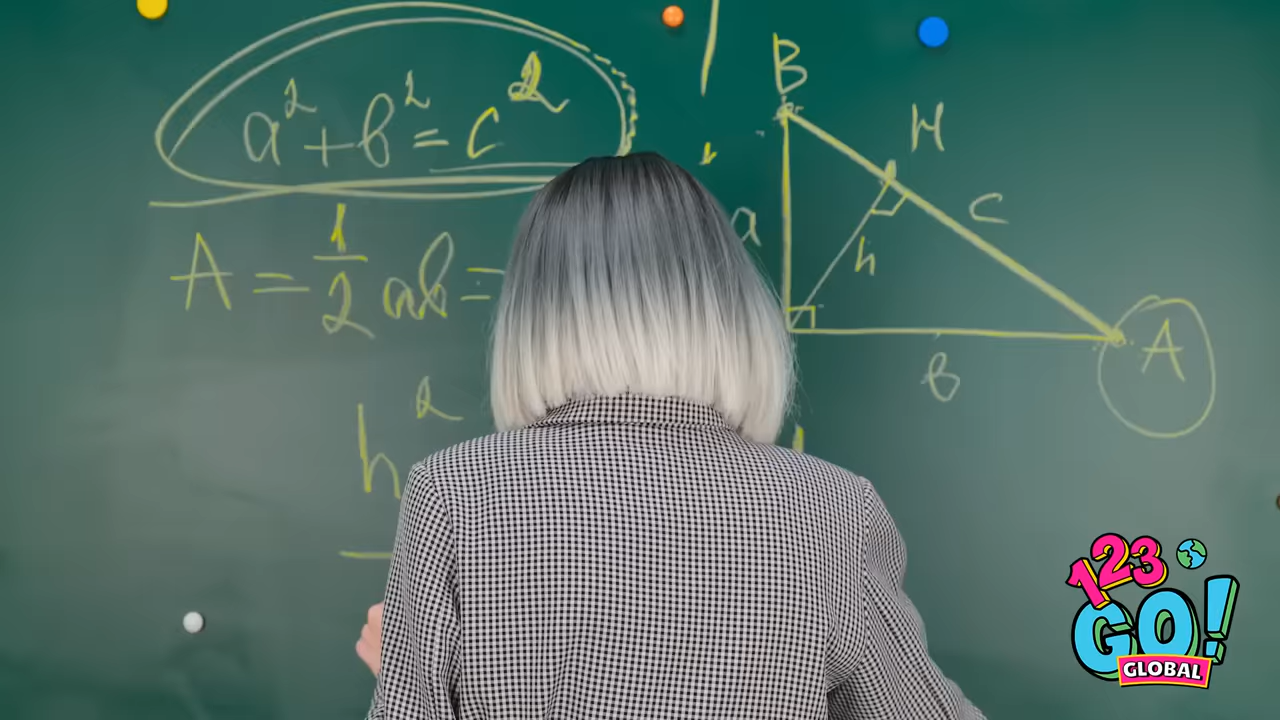 a² + b² = c²
A = 1/2 ab =
h²
B
H
a
h
c
b
A
123
GO!
GLOBAL